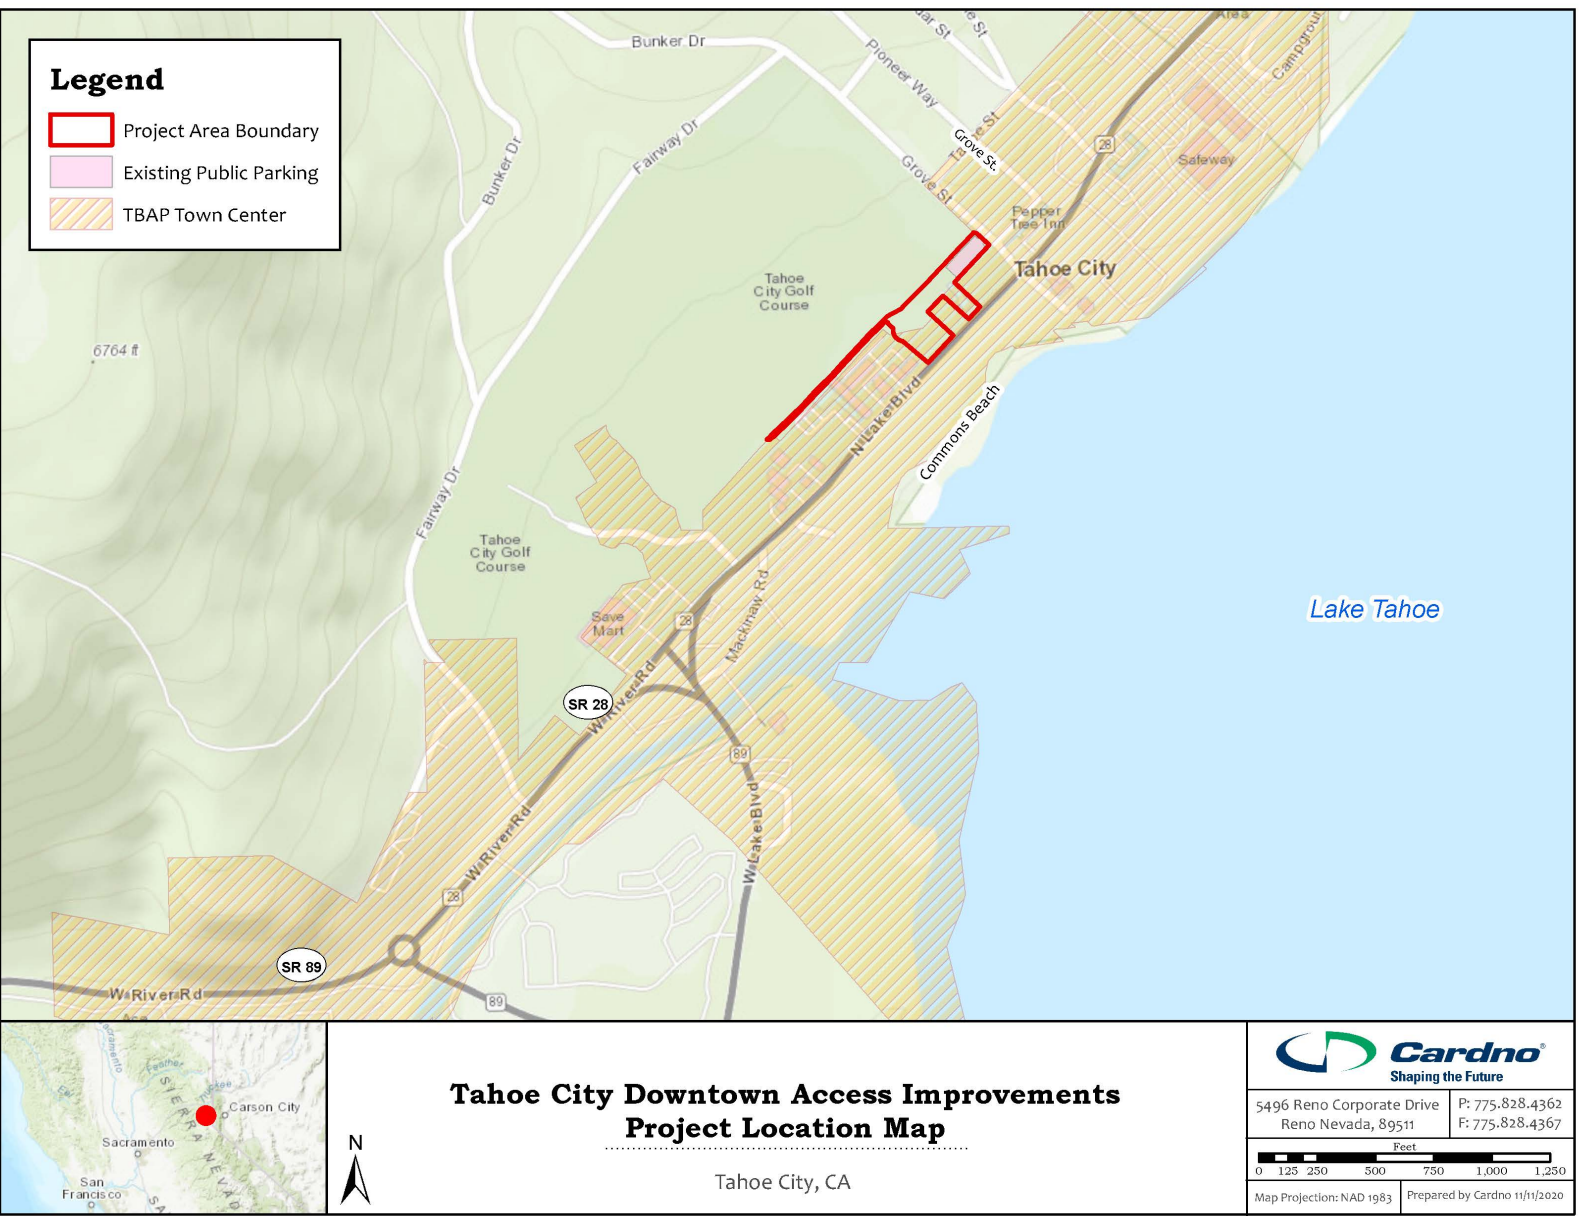 Legend
Project Area Boundary
Existing Public Parking
TBAP Town Center
Bunker Dr
Pioneer Way
Area
Campgrou
Bunker Dr
Fairway Dr
Grove St.
Grove St
28
Safeway
Pepper
Tree Inn
Tahoe City
Tahoe
City Golf
Course
6764 ft
N Lake Blvd
Commons Beach
Fairway Dr
Tahoe
City Golf
Course
Lake Tahoe
Save
Mart
28
Mackinaw Rd
SR 28
W River Rd
89
W Lake Blvd
W River Rd
28
SR 89
W River Rd
89
Feather
SIERRA NEVAD
Carson City
Sacramento
San
Francisco
N
Tahoe City Downtown Access Improvements
Project Location Map
Tahoe City, CA
Cardno®
Shaping the Future
5496 Reno Corporate Drive
Reno Nevada, 89511
P: 775.828.4362
F: 775.828.4367
Feet
0 125 250 500 750 1,000 1,250
Map Projection: NAD 1983
Prepared by Cardno 11/11/2020